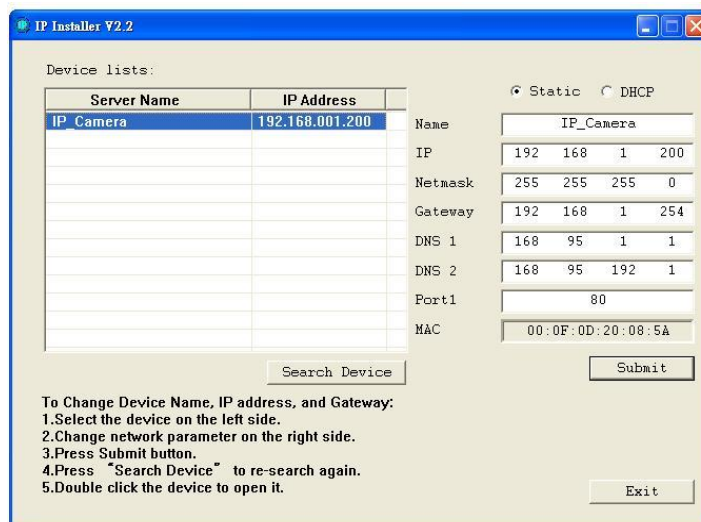 IP Installer V2.2
Device lists:
Server Name IP Address
IP_Camera 192.168.001.200
Search Device
Static DHCP
Name IP_Camera
IP 192 168 1 200
Netmask 255 255 255 0
Gateway 192 168 1 254
DNS 1 168 95 1 1
DNS 2 168 95 192 1
Port1 80
MAC 00:0F:0D:20:08:5A
Submit
To Change Device Name, IP address, and Gateway:
1.Select the device on the left side.
2.Change network parameter on the right side.
3.Press Submit button.
4.Press “Search Device” to re-search again.
5.Double click the device to open it.
Exit